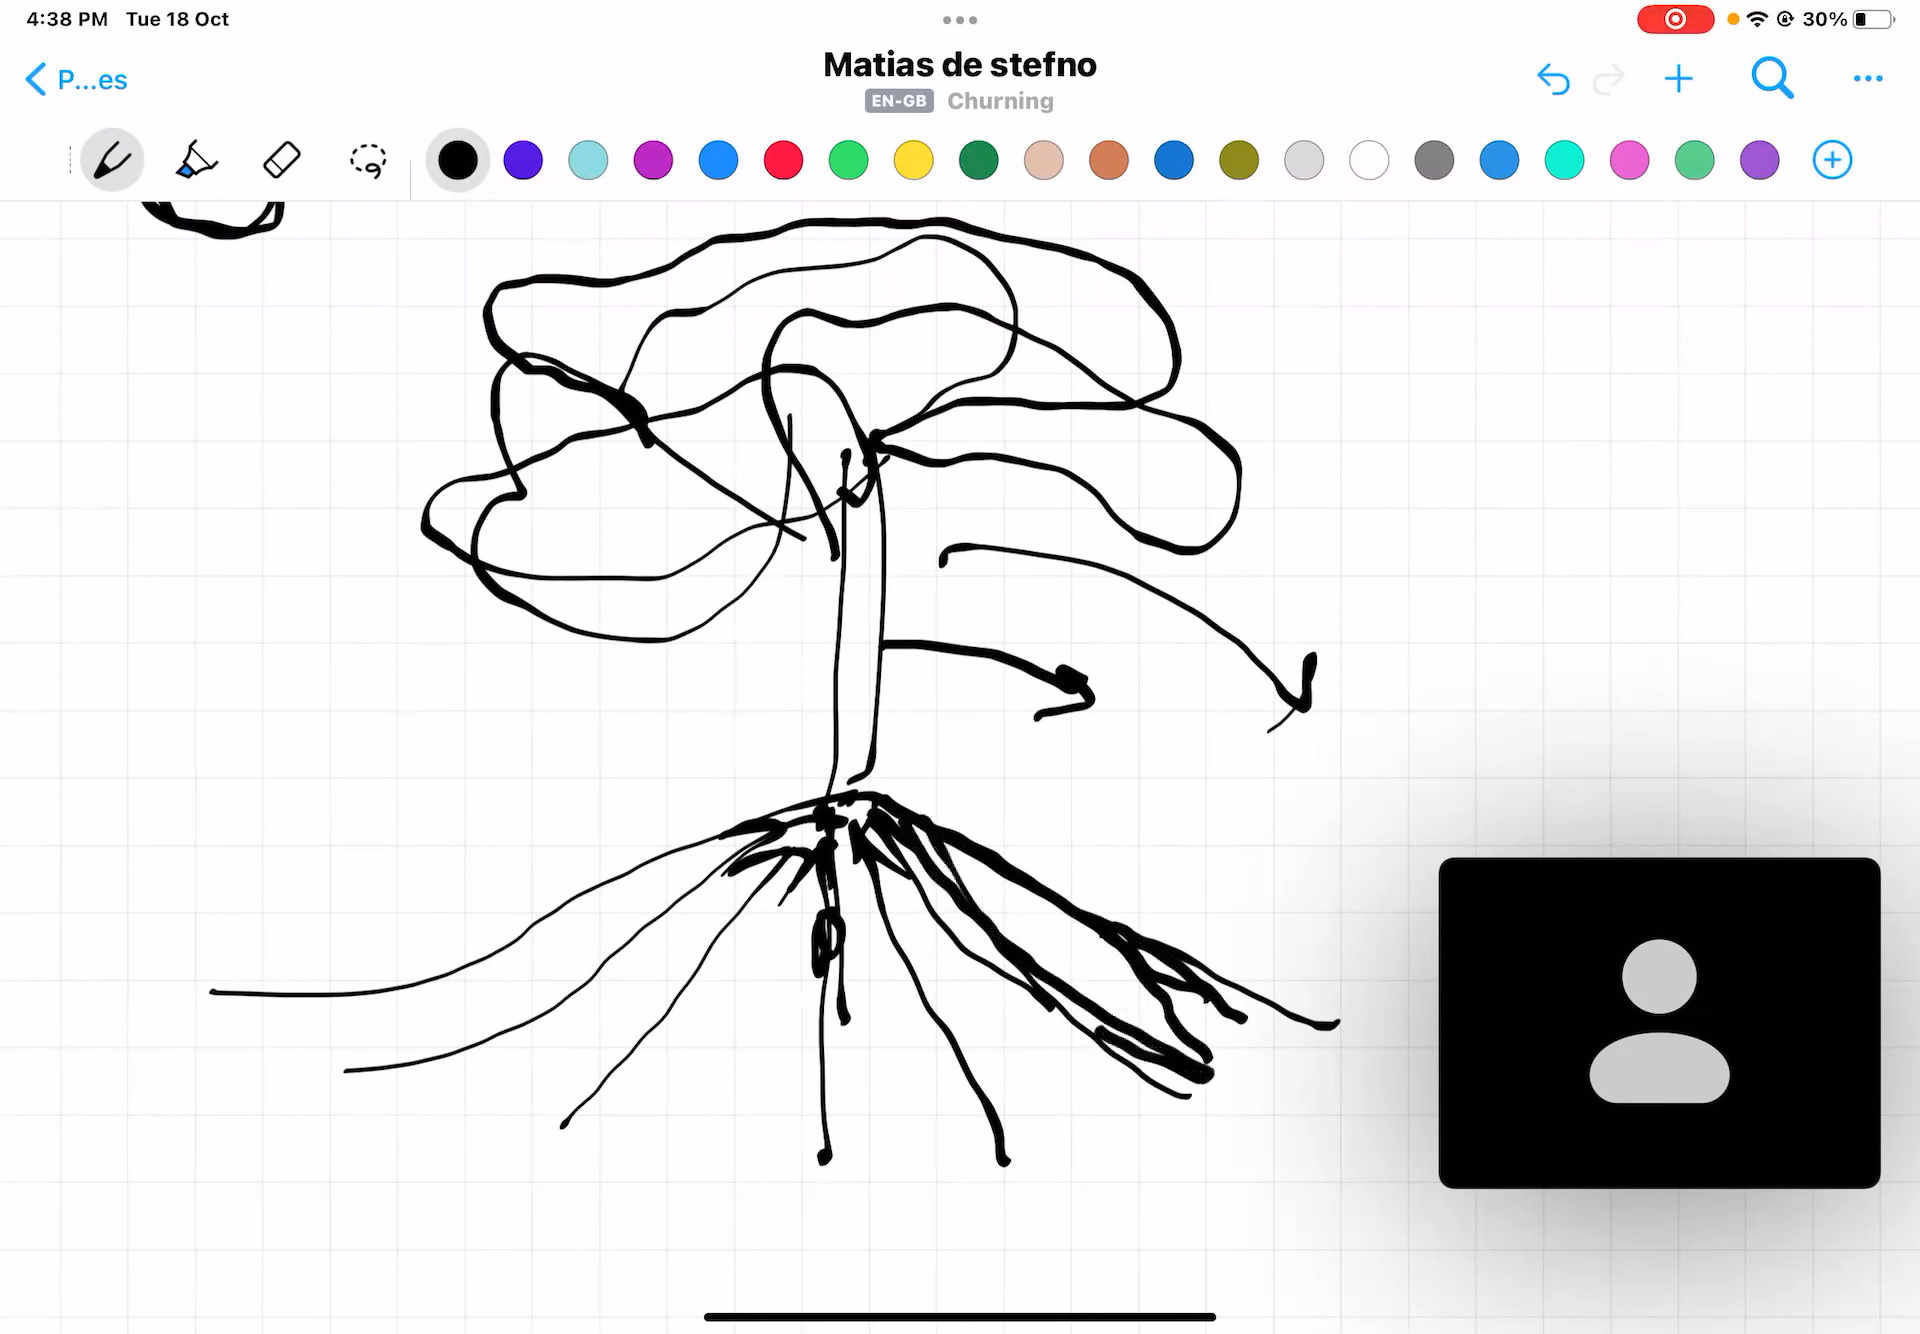 4:38 PM Tue 18 Oct
30%
P...es
Matias de stefno
EN-GB Churning